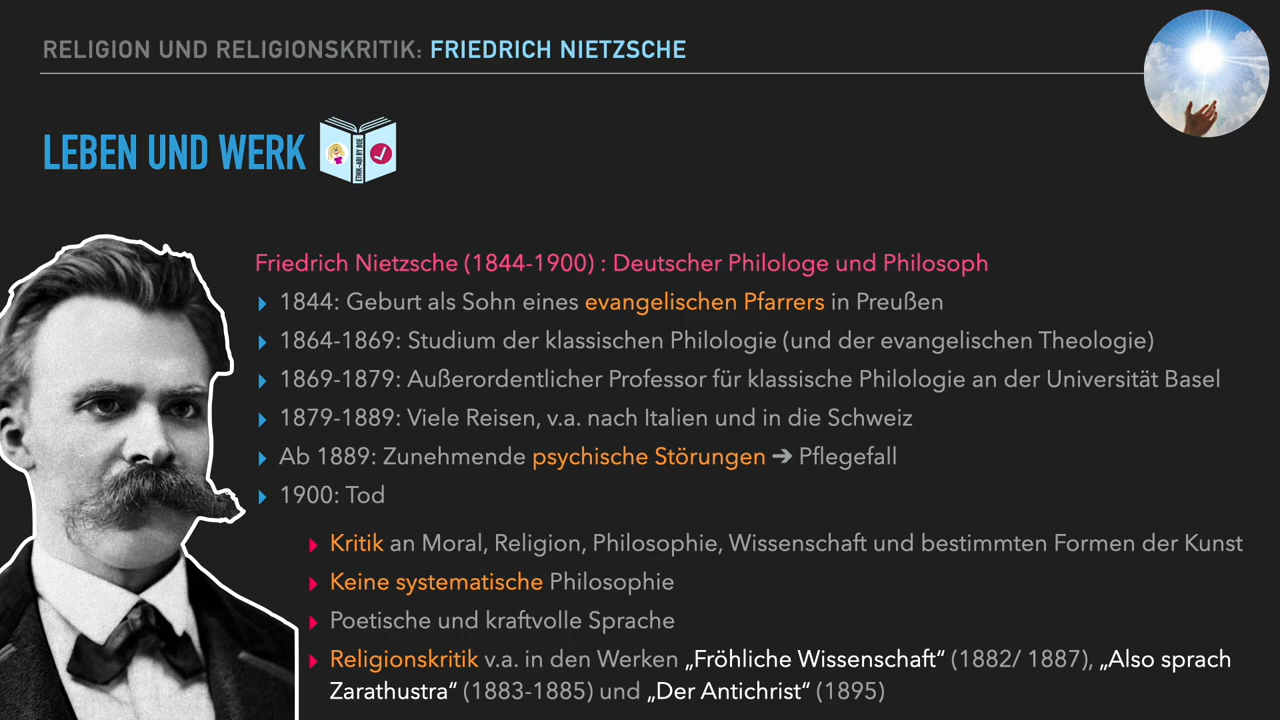 RELIGION UND RELIGIONSKRITIK: FRIEDRICH NIETZSCHE
LEBEN UND WERK
ETHIK-ABI BY BOE
Friedrich Nietzsche (1844-1900) : Deutscher Philologe und Philosoph
1844: Geburt als Sohn eines evangelischen Pfarrers in Preußen
1864-1869: Studium der klassischen Philologie (und der evangelischen Theologie)
1869-1879: Außerordentlicher Professor für klassische Philologie an der Universität Basel
1879-1889: Viele Reisen, v.a. nach Italien und in die Schweiz
Ab 1889: Zunehmende psychische Störungen ➔ Pflegefall
1900: Tod
Kritik an Moral, Religion, Philosophie, Wissenschaft und bestimmten Formen der Kunst
Keine systematische Philosophie
Poetische und kraftvolle Sprache
Religionskritik v.a. in den Werken „Fröhliche Wissenschaft“ (1882/ 1887), „Also sprach
Zarathustra“ (1883-1885) und „Der Antichrist“ (1895)